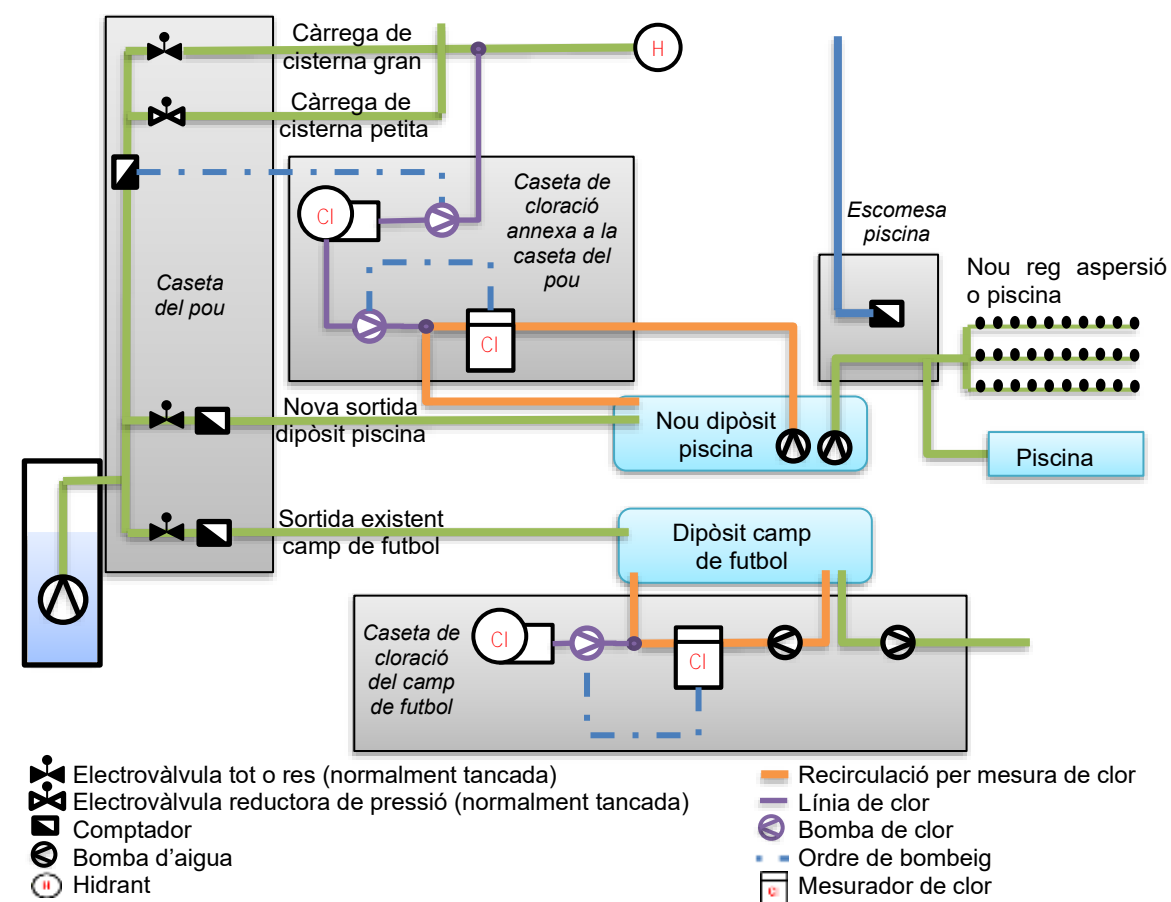 Càrrega de
cisterna gran
H
Càrrega de
cisterna petita
Caseta de
cloració
annexa a la
caseta del
pou
Cl
Escomesa
piscina
Nou reg aspersió
o piscina
Caseta
del pou
Cl
Nova sortida
dipòsit piscina
Nou dipòsit
piscina
Piscina
Sortida existent
camp de futbol
Dipòsit camp
de futbol
Caseta de
cloració
del camp
de futbol
Cl
Cl
Electrovàlvula tot o res (normalment tancada)
Electrovàlvula reductora de pressió (normalment tancada)
Comptador
Bomba d’aigua
H Hidrant
Recirculació per mesura de clor
Línia de clor
Bomba de clor
Ordre de bombeig
Cl Mesurador de clor